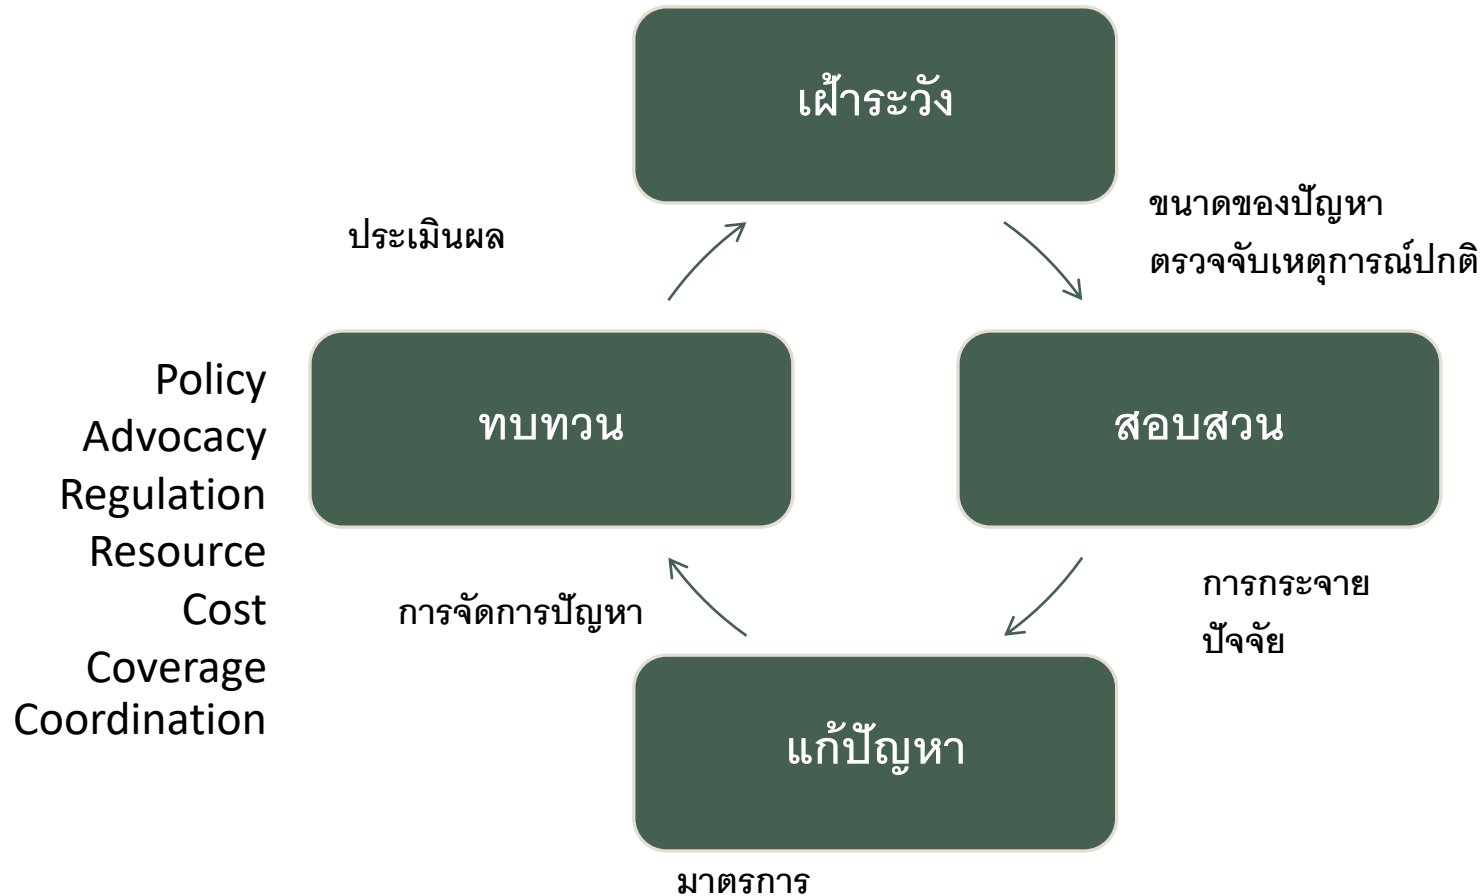 เฝ้าระวัง
ขนาดของปัญหา
ตรวจจับเหตุการณ์ปกติ
ประเมินผล
ทบทวน
สอบสวน
Policy
Advocacy
Regulation
Resource
Cost
Coverage
Coordination
การจัดการปัญหา
การกระจาย
ปัจจัย
แก้ปัญหา
มาตรการ